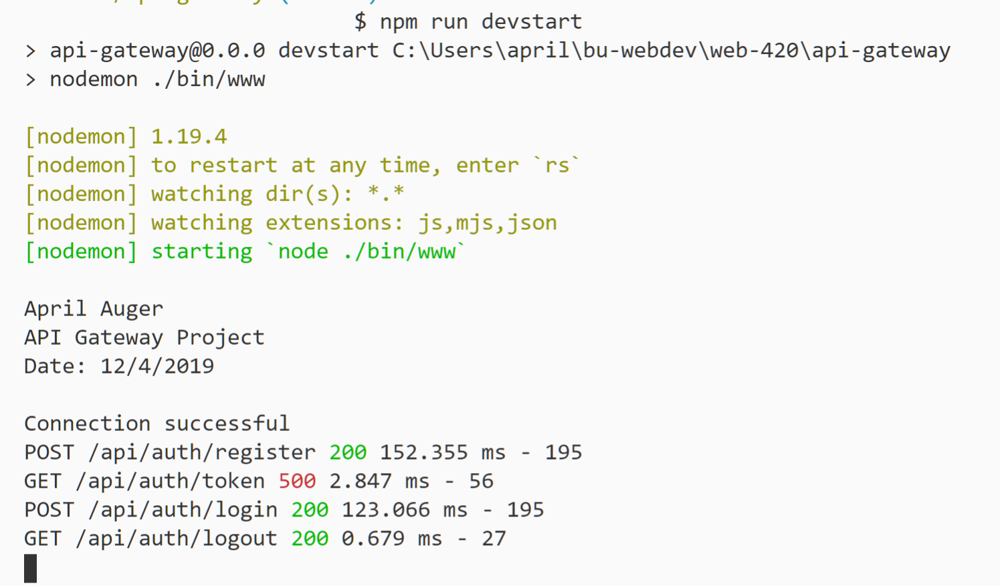 $ npm run devstart
> api-gateway@0.0.0 devstart C:\Users\april\bu-webdev\web-420\api-gateway
> nodemon ./bin/www
[nodemon] 1.19.4
[nodemon] to restart at any time, enter `rs`
[nodemon] watching dir(s): *.*
[nodemon] watching extensions: js,mjs,json
[nodemon] starting `node ./bin/www`
April Auger
API Gateway Project
Date: 12/4/2019
Connection successful
POST /api/auth/register 200 152.355 ms - 195
GET /api/auth/token 500 2.847 ms - 56
POST /api/auth/login 200 123.066 ms - 195
GET /api/auth/logout 200 0.679 ms - 27